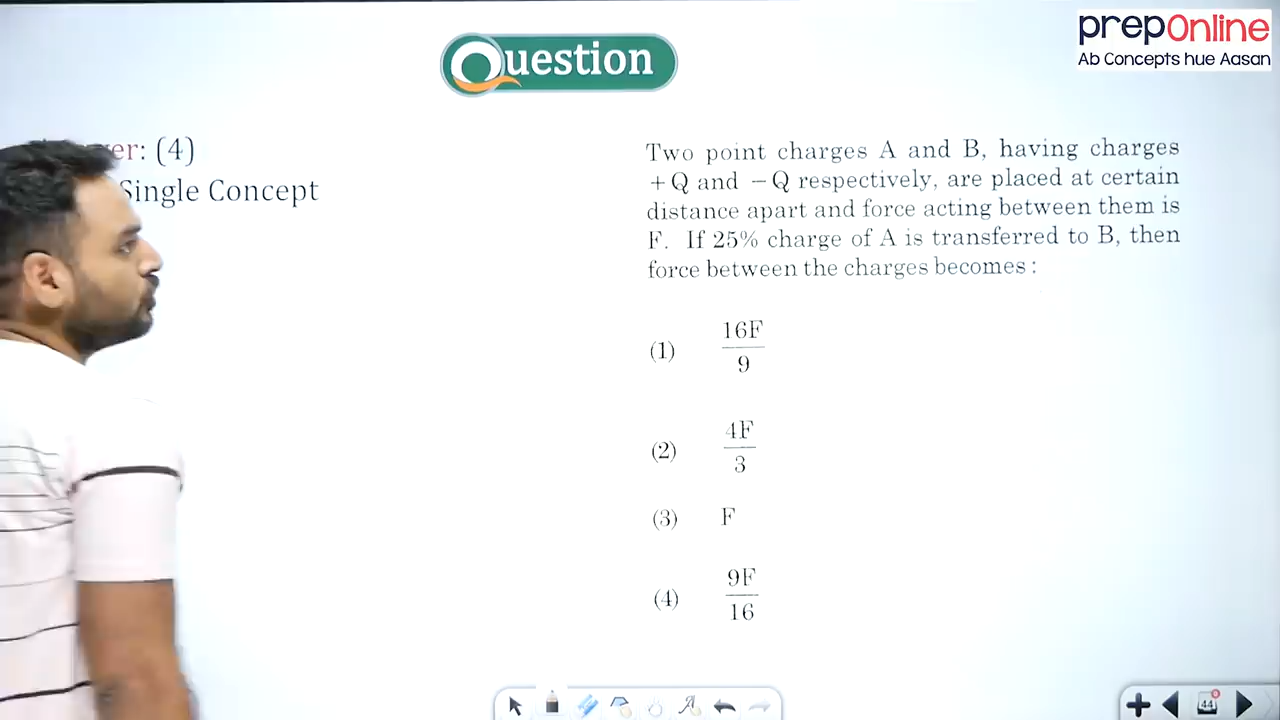 prepOnline
Ab Concepts hue Aasan
Question
er: (4)
Single Concept
Two point charges A and B, having charges
+Q and −Q respectively, are placed at certain
distance apart and force acting between them is
F. If 25% charge of A is transferred to B, then
force between the charges becomes :
(1) 16F
9
(2) 4F
3
(3) F
(4) 9F
16
44